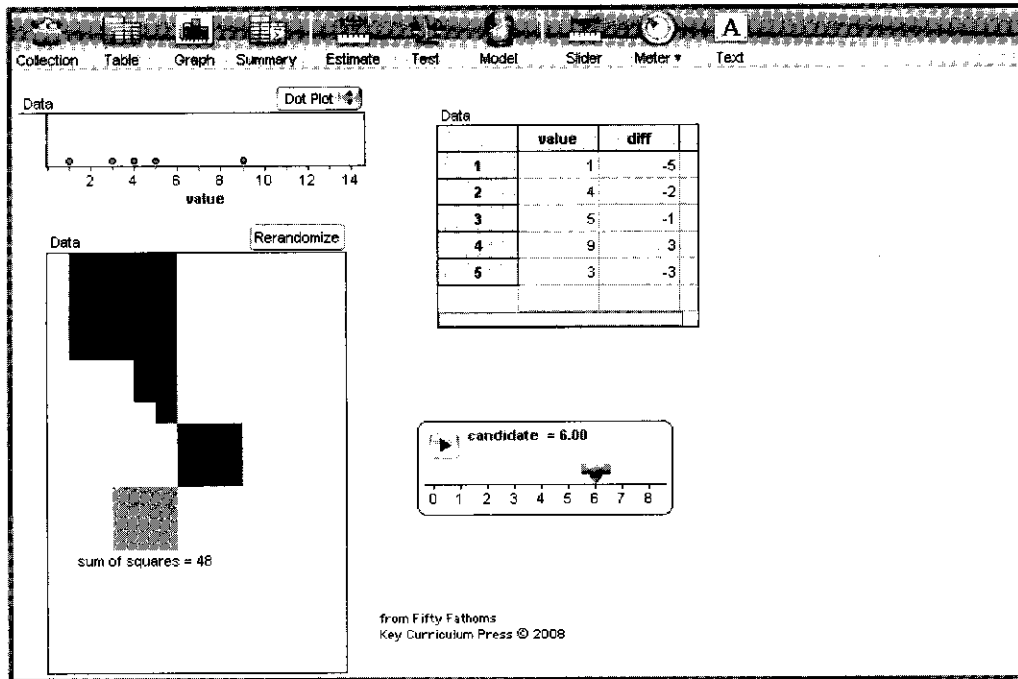 Collection Table Graph Summary Estimate Test Model Slider Meter ▾ A Text
Data Dot Plot
2 4 6 8 10 12 14
value
Data
value diff
1 1 -5
2 4 -2
3 5 -1
4 9 3
5 3 -3
Data Rerandomize
sum of squares = 48
candidate = 6.00
0 1 2 3 4 5 6 7 8
from Fifty Fathoms
Key Curriculum Press © 2008